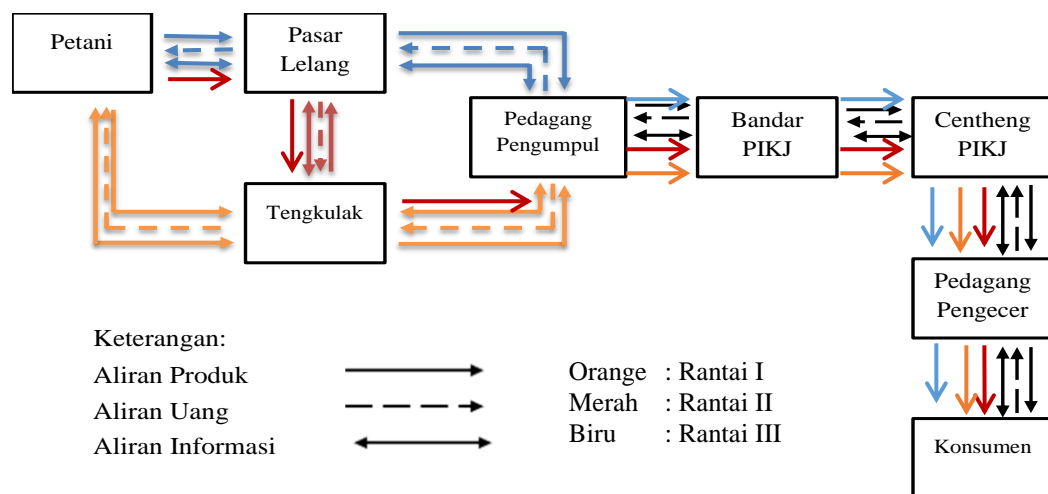 Petani
Pasar
Lelang
Pedagang
Pengumpul
Bandar
PIKJ
Centheng
PIKJ
Tengkulak
Pedagang
Pengecer
Keterangan:
Aliran Produk
Aliran Uang
Aliran Informasi
Orange : Rantai I
Merah : Rantai II
Biru : Rantai III
Konsumen